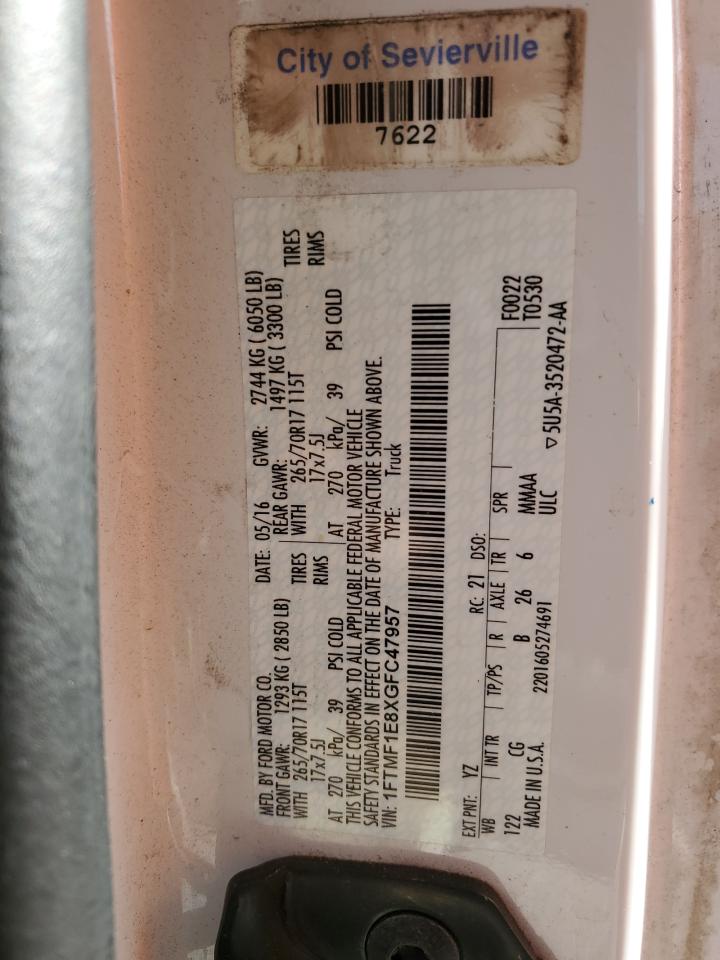 City of Sevierville
7622
MFD. BY FORD MOTOR CO.
DATE: 05/16 GVWR: 2744 KG ( 6050 LB)
FRONT GAWR: 1293 KG ( 2850 LB)
REAR GAWR: 1497 KG ( 3300 LB)
WITH 265/70R17 115T TIRES
WITH 265/70R17 115T TIRES
17x7.5J RIMS
17x7.5J RIMS
AT 270 kPa/ 39 PSI COLD
AT 270 kPa/ 39 PSI COLD
THIS VEHICLE CONFORMS TO ALL APPLICABLE FEDERAL MOTOR VEHICLE
SAFETY STANDARDS IN EFFECT ON THE DATE OF MANUFACTURE SHOWN ABOVE.
VIN: 1FTMF1E8XGFC47957 TYPE: Truck
F0022
T0530
EXT PNT: YZ RC: 21 DSO:
WB INT TR TP/PS R AXLE TR SPR
122 CG B 26 6 MMAA
ULC
MADE IN U.S.A. 2201605274691
▽5U5A-3520472-AA